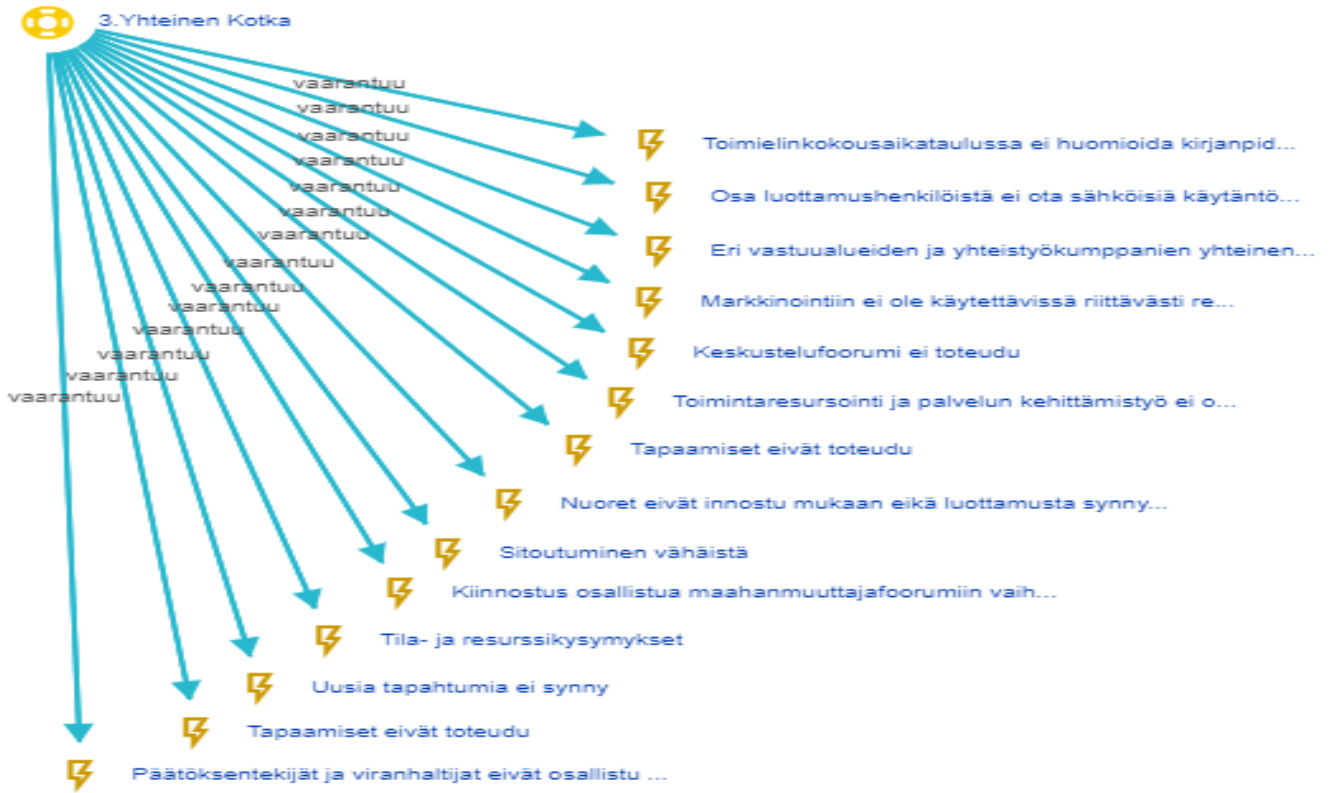 3.Yhteinen Kotka
vaarantuu
vaarantuu
vaarantuu
vaarantuu
vaarantuu
vaarantuu
vaarantuu
vaarantuu
vaarantuu
vaarantuu
vaarantuu
vaarantuu
vaarantuu
vaarantuu
Toimielinkokousaikataulussa ei huomioida kirjanpid...
Osa luottamushenkilöistä ei ota sähköisiä käytäntö...
Eri vastuualueiden ja yhteistyökumppanien yhteinen...
Markkinointiin ei ole käytettävissä riittävästi re...
Keskustelufoorumi ei toteudu
Toimintaresursointi ja palvelun kehittämistyö ei o...
Tapaamiset eivät toteudu
Nuoret eivät innostu mukaan eikä luottamusta synny...
Sitoutuminen vähäistä
Kiinnostus osallistua maahanmuuttajafoorumiin vaih...
Tila- ja resurssikysymykset
Uusia tapahtumia ei synny
Tapaamiset eivät toteudu
Päätöksentekijät ja viranhaltijat eivät osallistu ...